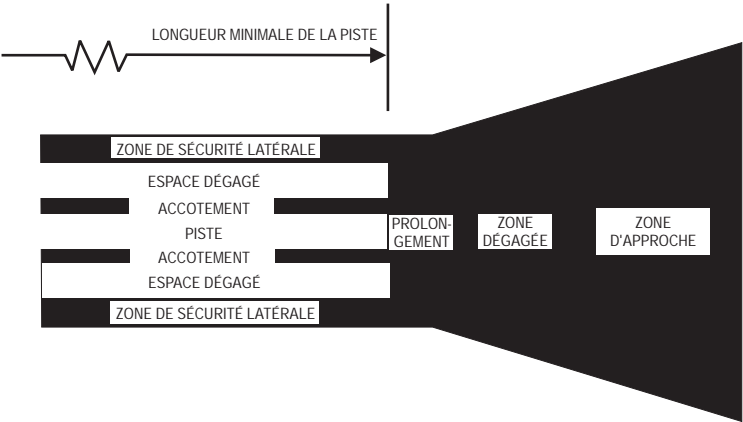 LONGUEUR MINIMALE DE LA PISTE
ZONE DE SÉCURITÉ LATÉRALE
ESPACE DÉGAGÉ
ACCOTEMENT
PISTE
ACCOTEMENT
ESPACE DÉGAGÉ
ZONE DE SÉCURITÉ LATÉRALE
PROLON-
GEMENT
ZONE
DÉGAGÉE
ZONE
D'APPROCHE